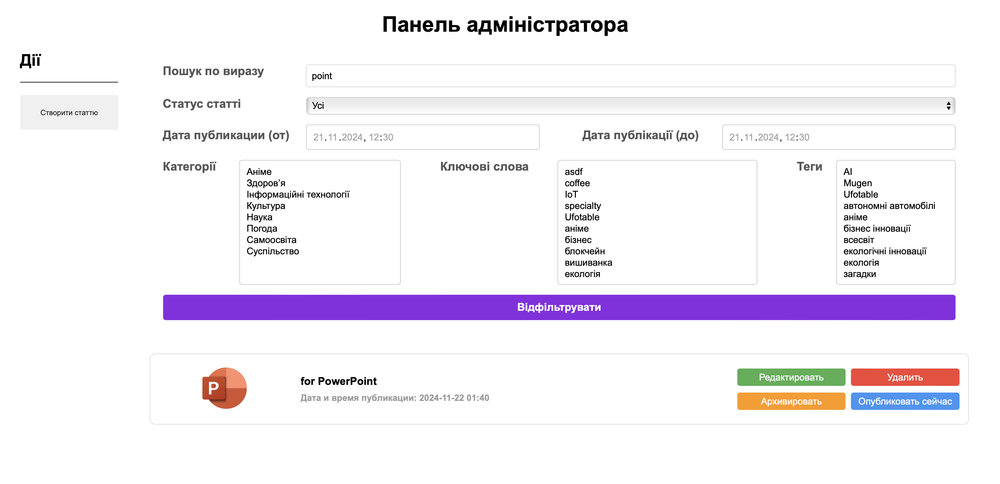 Панель адміністратора
Дії
Створити статтю
Пошук по виразу
point
Статус статті
Усі
Дата публикации (от)
21.11.2024, 12:30
Дата публікації (до)
21.11.2024, 12:30
Категорії
Аніме
Здоров’я
Інформаційні технології
Культура
Наука
Погода
Самоосвіта
Суспільство
Ключові слова
asdf
coffee
IoT
specialty
Ufotable
аніме
бізнес
блокчейн
вишиванка
екологія
Теги
AI
Mugen
Ufotable
автономні автомобілі
аніме
бізнес інновації
всесвіт
екологічні інновації
екологія
загадки
Відфільтрувати
P
for PowerPoint
Дата и время публикации: 2024-11-22 01:40
Редактировать
Удалить
Архивировать
Опубликовать сейчас